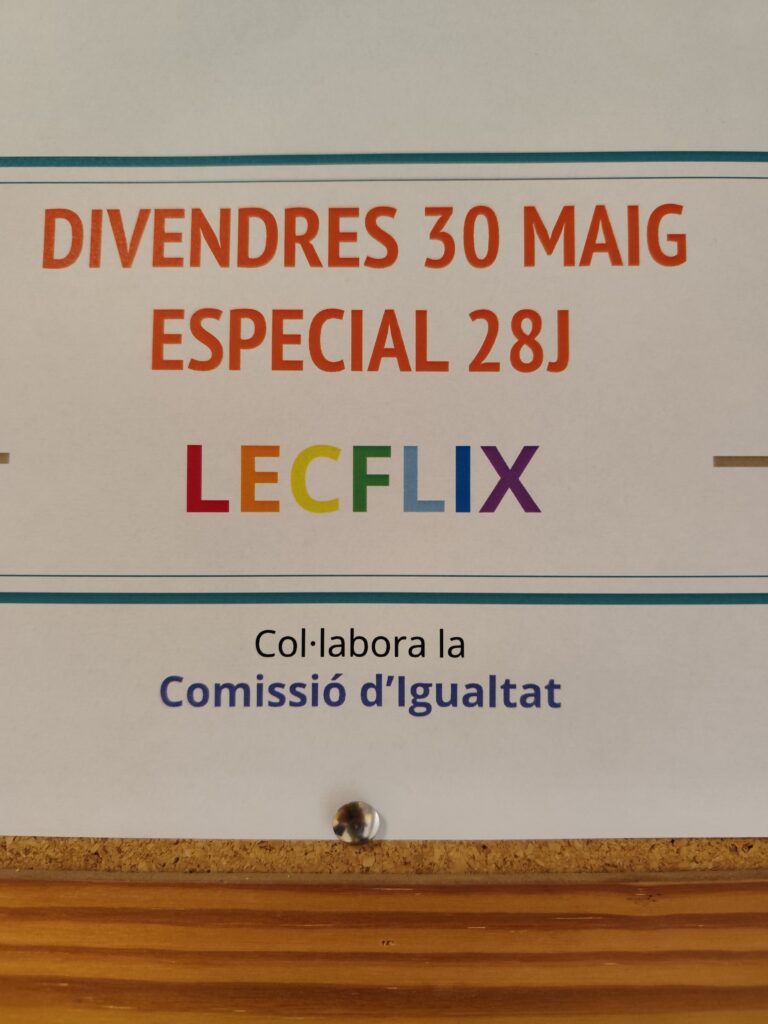 DIVENDRES 30 MAIG
ESPECIAL 28J
LECFLIX
Col·labora la
Comissió d’Igualtat